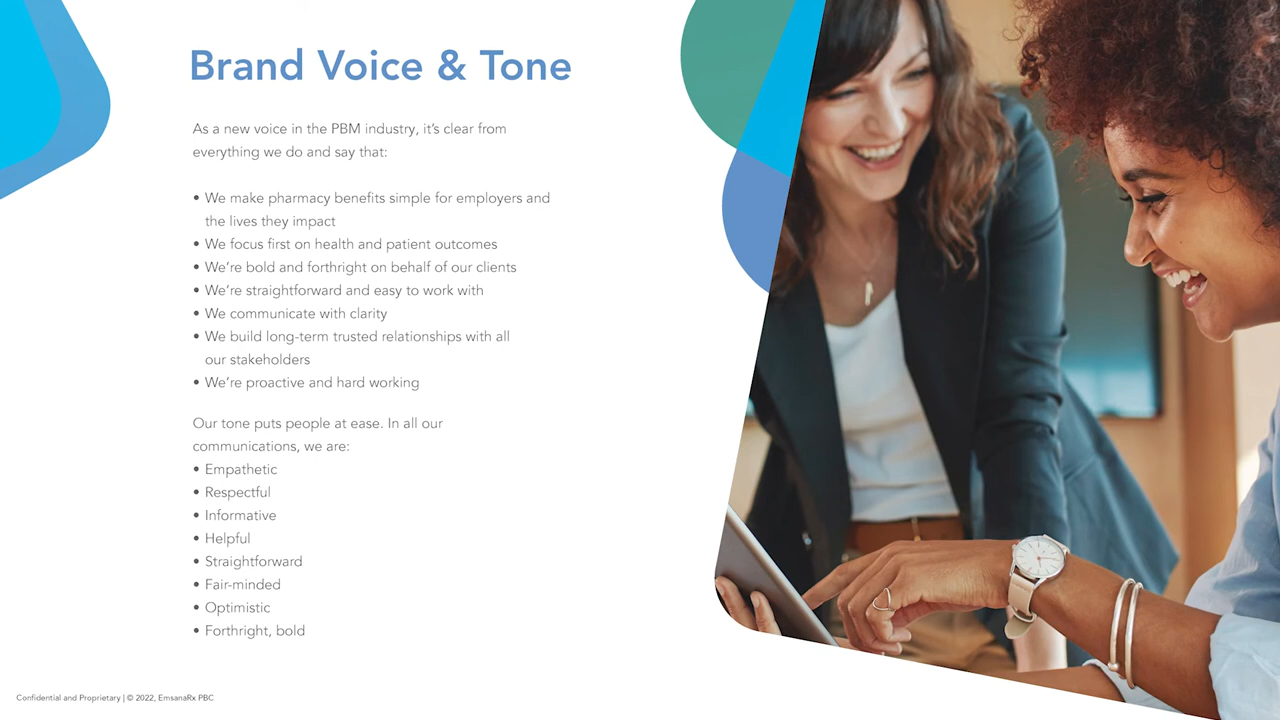 Brand Voice & Tone
As a new voice in the PBM industry, it's clear from
everything we do and say that:
• We make pharmacy benefits simple for employers and
the lives they impact
• We focus first on health and patient outcomes
• We're bold and forthright on behalf of our clients
• We're straightforward and easy to work with
• We communicate with clarity
• We build long-term trusted relationships with all
our stakeholders
• We're proactive and hard working
Our tone puts people at ease. In all our
communications, we are:
• Empathetic
• Respectful
• Informative
• Helpful
• Straightforward
• Fair-minded
• Optimistic
• Forthright, bold
Confidential and Proprietary | © 2022, EmsanaRx PBC